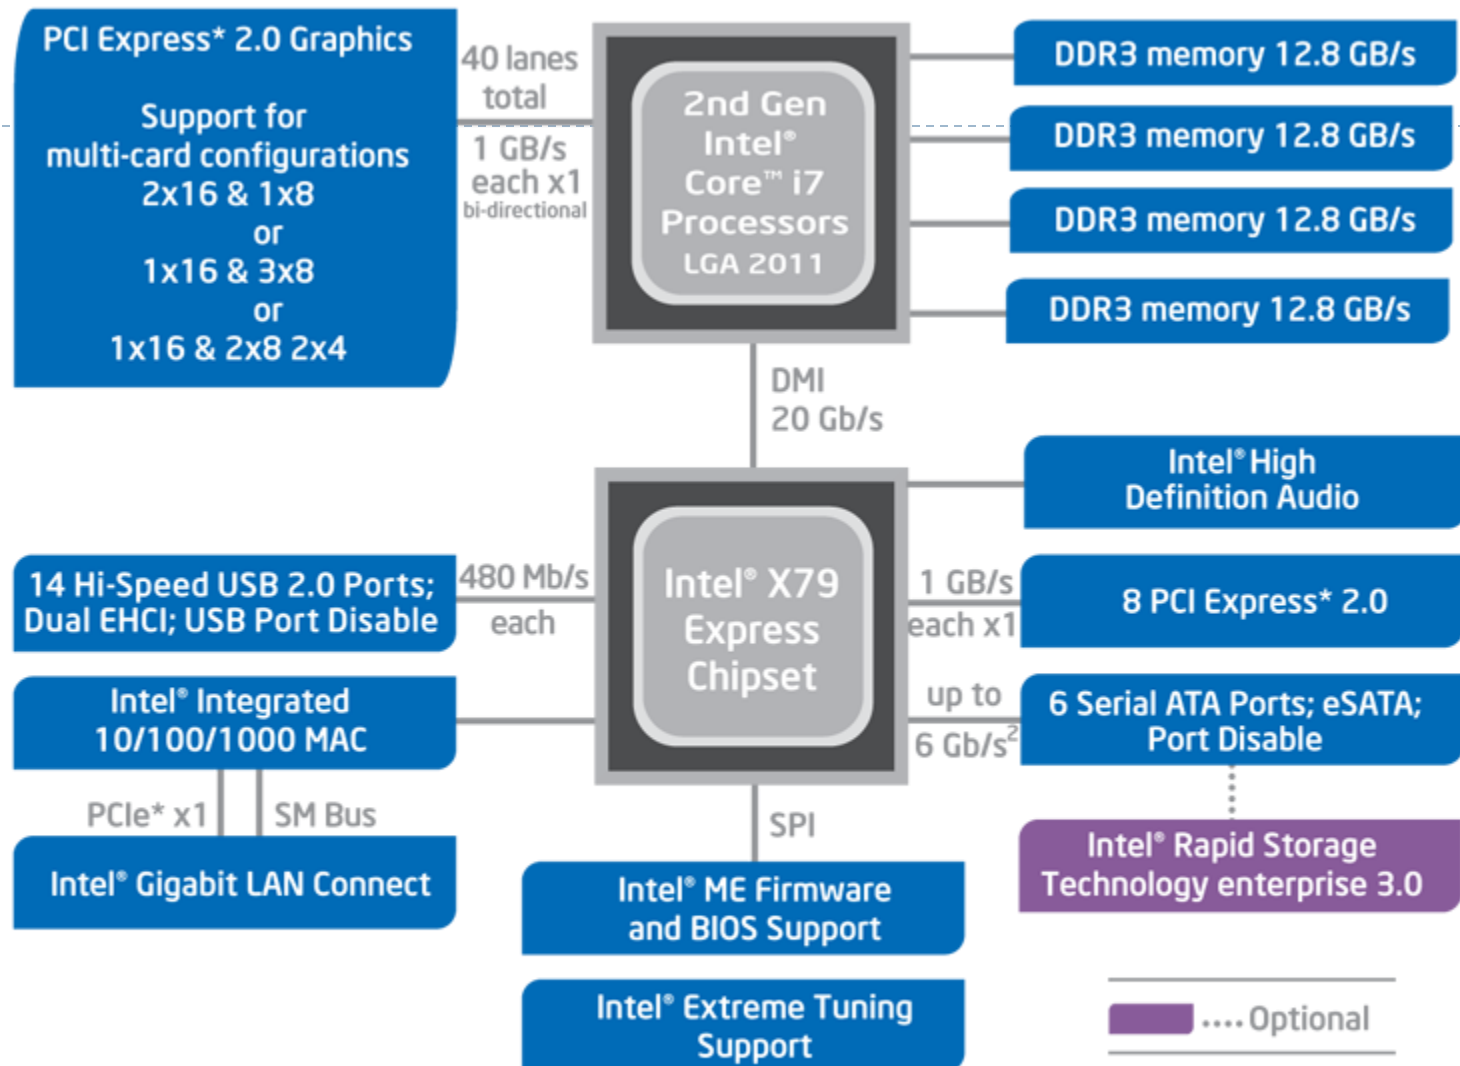 PCI Express* 2.0 Graphics
Support for
multi-card configurations
2x16 & 1x8
or
1x16 & 3x8
or
1x16 & 2x8 2x4
40 lanes
total
1 GB/s
each x1
bi-directional
2nd Gen
Intel®
Core™ i7
Processors
LGA 2011
DDR3 memory 12.8 GB/s
DDR3 memory 12.8 GB/s
DDR3 memory 12.8 GB/s
DDR3 memory 12.8 GB/s
DMI
20 Gb/s
Intel® High
Definition Audio
14 Hi-Speed USB 2.0 Ports;
Dual EHCI; USB Port Disable
480 Mb/s
each
Intel® X79
Express
Chipset
1 GB/s
each x1
8 PCI Express* 2.0
Intel® Integrated
10/100/1000 MAC
up to
6 Gb/s²
6 Serial ATA Ports; eSATA;
Port Disable
PCIe* x1
SM Bus
SPI
Intel® Rapid Storage
Technology enterprise 3.0
Intel® Gigabit LAN Connect
Intel® ME Firmware
and BIOS Support
Intel® Extreme Tuning
Support
.... Optional